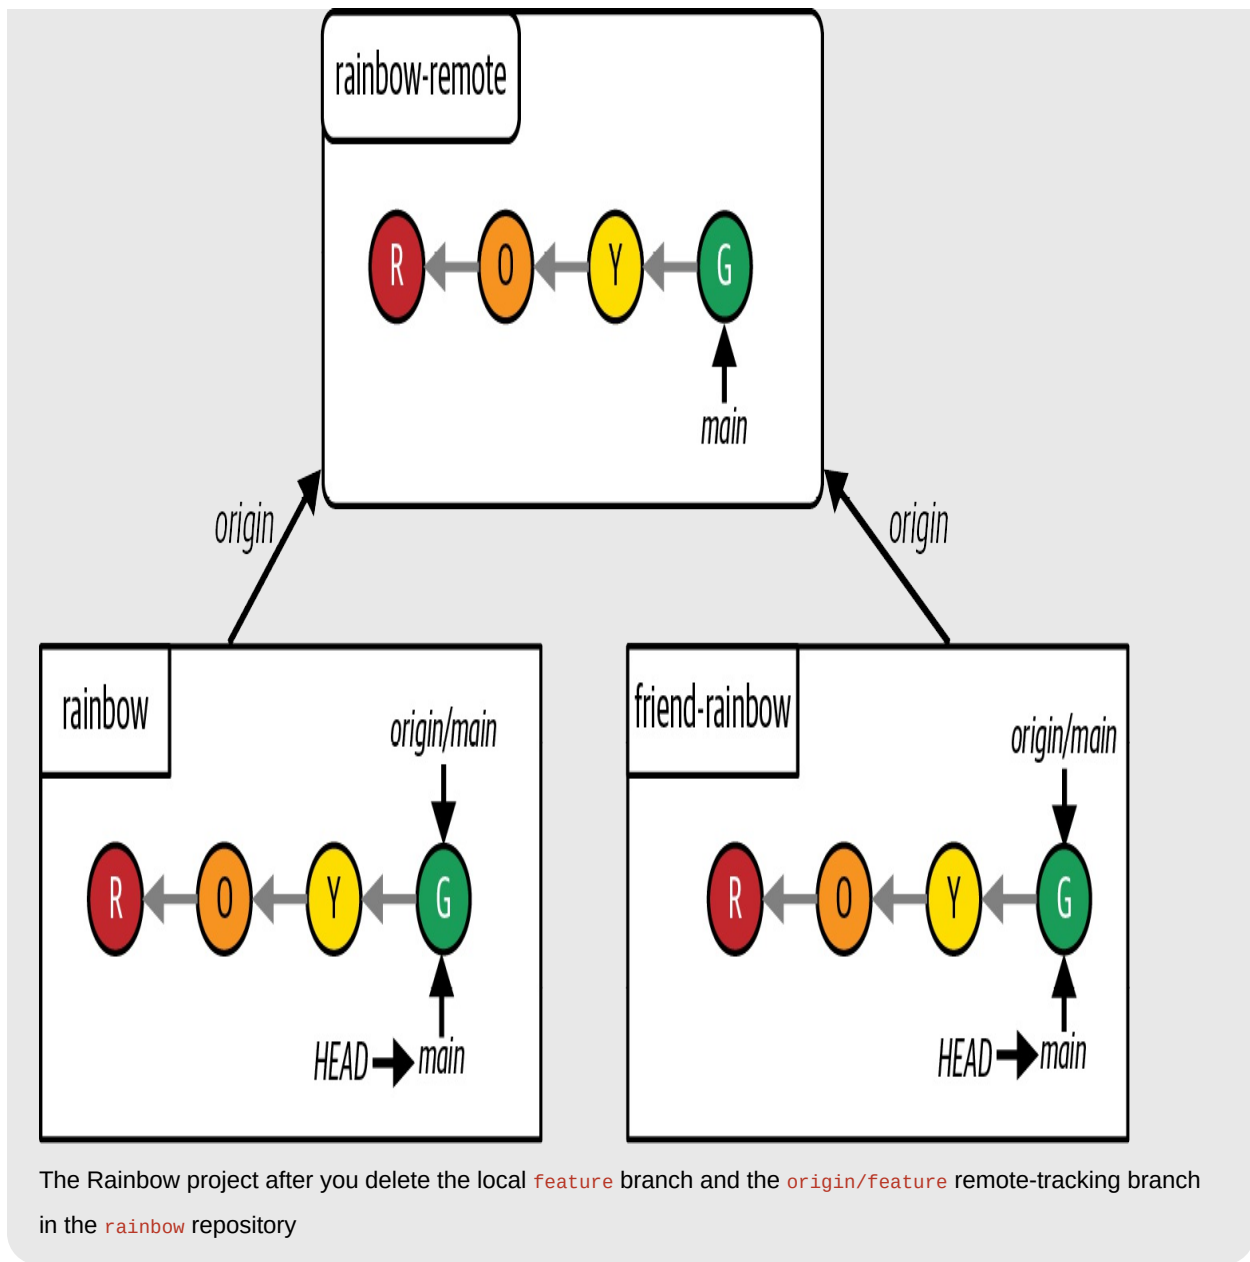 rainbow-remote
R O Y G
main
origin origin
rainbow
origin/main
R O Y G
HEAD main
friend-rainbow
origin/main
R O Y G
HEAD main
The Rainbow project after you delete the local feature branch and the origin/feature remote-tracking branch
in the rainbow repository